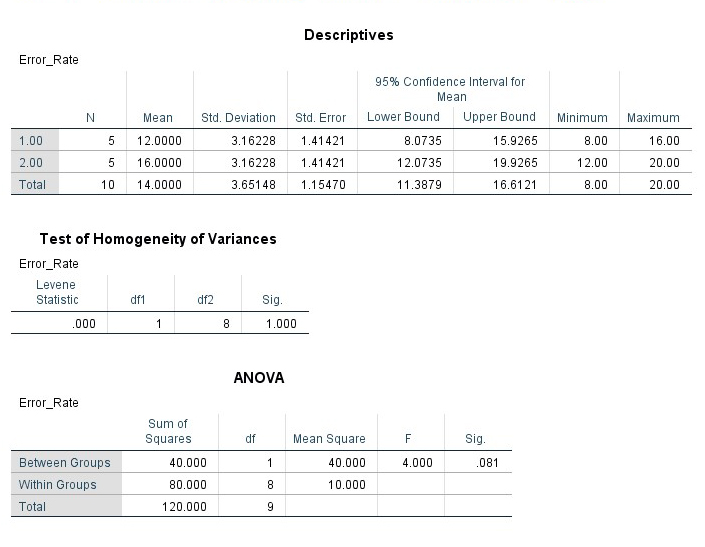 Descriptives
Error_Rate
95% Confidence Interval for
Mean
N Mean Std. Deviation Std. Error Lower Bound Upper Bound Minimum Maximum
1.00 5 12.0000 3.16228 1.41421 8.0735 15.9265 8.00 16.00
2.00 5 16.0000 3.16228 1.41421 12.0735 19.9265 12.00 20.00
Total 10 14.0000 3.65148 1.15470 11.3879 16.6121 8.00 20.00
Test of Homogeneity of Variances
Error_Rate
Levene
Statistic df1 df2 Sig.
.000 1 8 1.000
ANOVA
Error_Rate
Sum of
Squares df Mean Square F Sig.
Between Groups 40.000 1 40.000 4.000 .081
Within Groups 80.000 8 10.000
Total 120.000 9